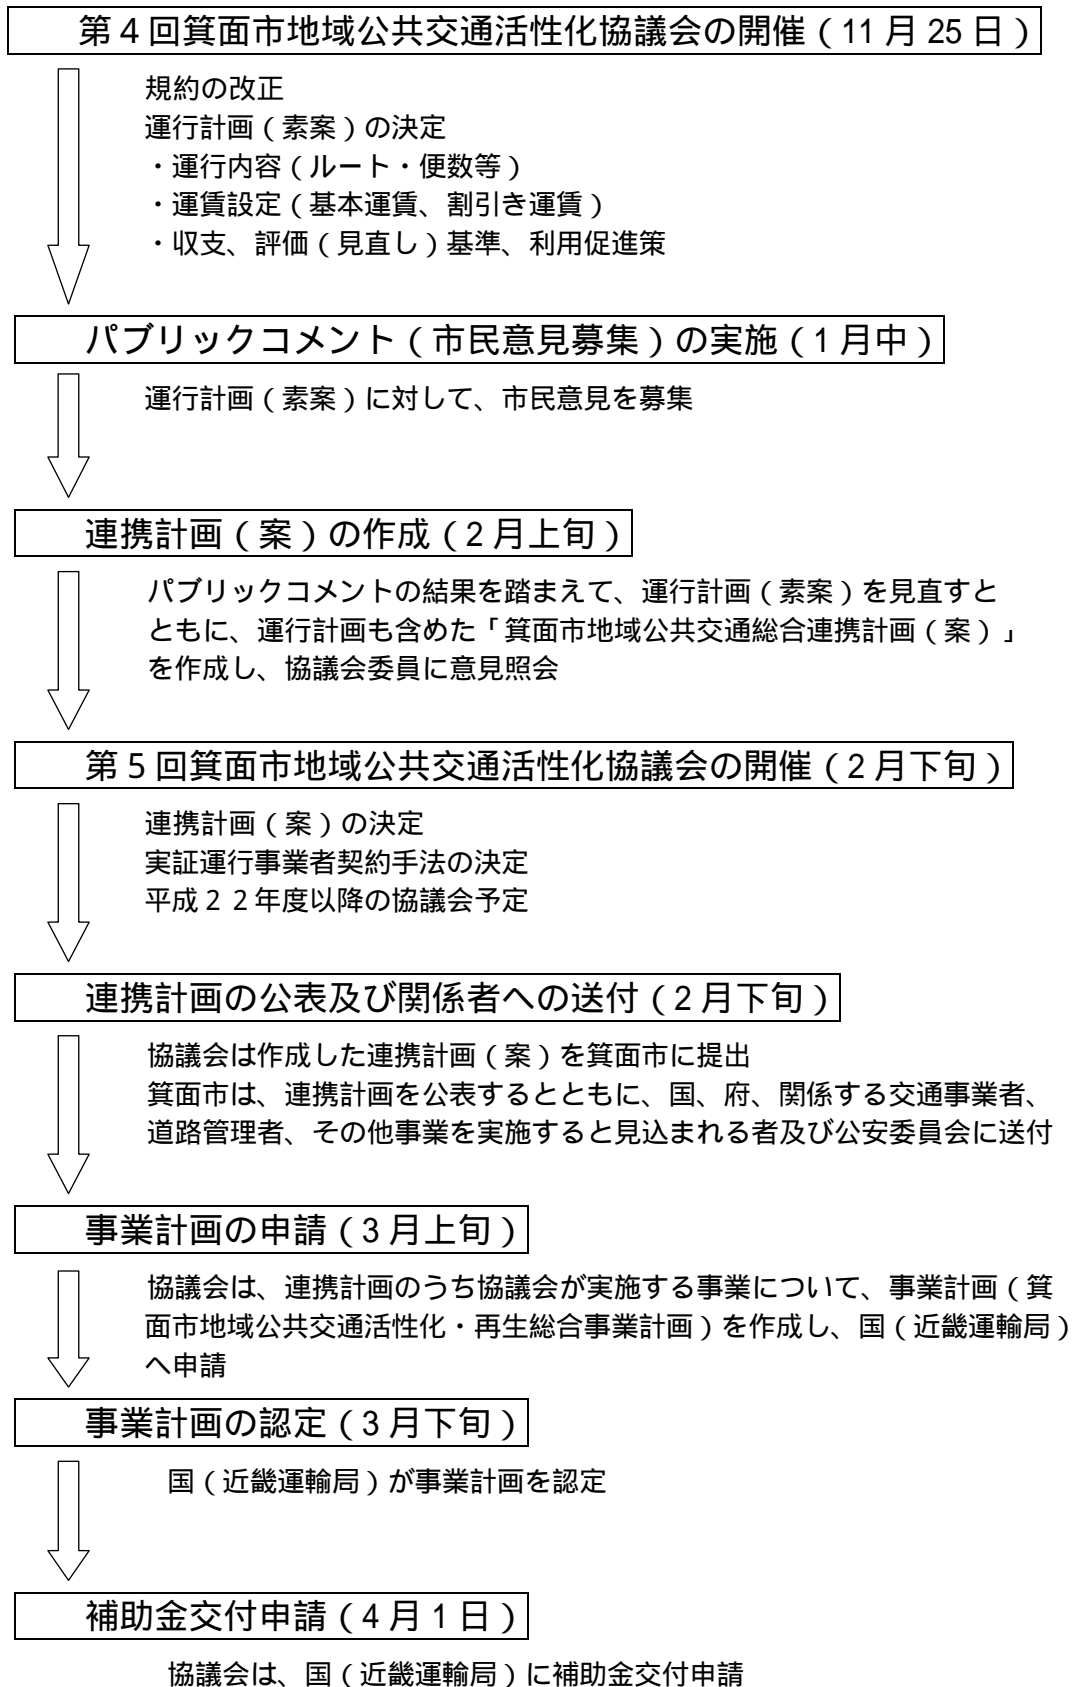 第４回箕面市地域公共交通活性化協議会の開催（11月25日）
規約の改正
運行計画（素案）の決定
・運行内容（ルート・便数等）
・運賃設定（基本運賃、割引き運賃）
・収支、評価（見直し）基準、利用促進策
パブリックコメント（市民意見募集）の実施（1月中）
運行計画（素案）に対して、市民意見を募集
連携計画（案）の作成（2月上旬）
パブリックコメントの結果を踏まえて、運行計画（素案）を見直すと
ともに、運行計画も含めた「箕面市地域公共交通総合連携計画（案）」
を作成し、協議会委員に意見照会
第５回箕面市地域公共交通活性化協議会の開催（2月下旬）
連携計画（案）の決定
実証運行事業者契約手法の決定
平成２２年度以降の協議会予定
連携計画の公表及び関係者への送付（2月下旬）
協議会は作成した連携計画（案）を箕面市に提出
箕面市は、連携計画を公表するとともに、国、府、関係する交通事業者、
道路管理者、その他事業を実施すると見込まれる者及び公安委員会に送付
事業計画の申請（3月上旬）
協議会は、連携計画のうち協議会が実施する事業について、事業計画（箕
面市地域公共交通活性化・再生総合事業計画）を作成し、国（近畿運輸局）
へ申請
事業計画の認定（3月下旬）
国（近畿運輸局）が事業計画を認定
補助金交付申請（4月1日）
協議会は、国（近畿運輸局）に補助金交付申請